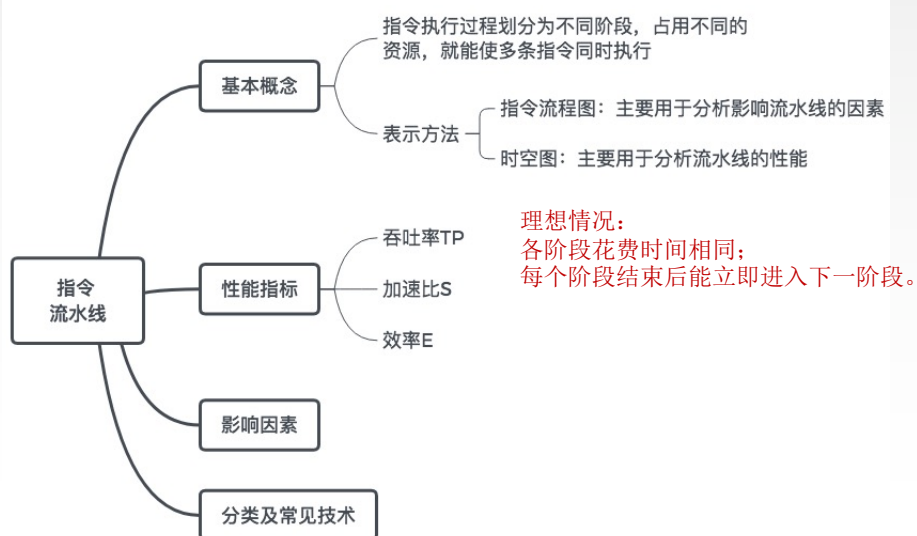 指令执行过程划分为不同阶段，占用不同的
资源，就能使多条指令同时执行
基本概念
指令流程图：主要用于分析影响流水线的因素
表示方法
时空图：主要用于分析流水线的性能
理想情况：
各阶段花费时间相同；
每个阶段结束后能立即进入下一阶段。
吞吐率TP
指令
流水线
性能指标
加速比S
效率E
影响因素
分类及常见技术